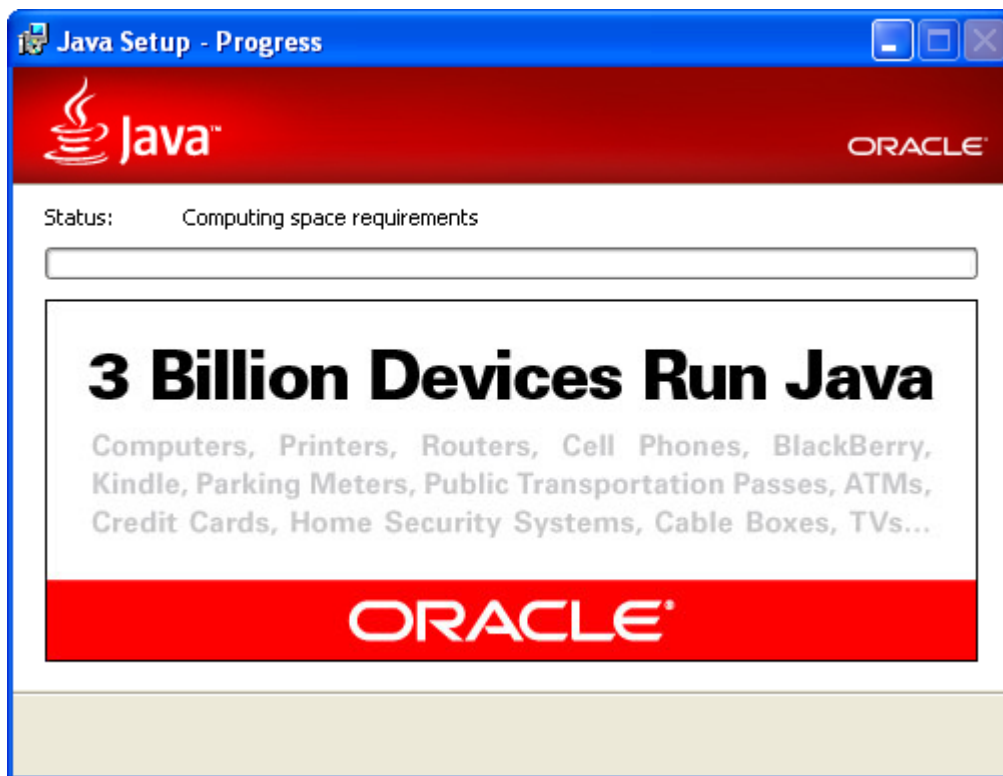 Java Setup - Progress
Java™
ORACLE®
Status: Computing space requirements
3 Billion Devices Run Java
Computers, Printers, Routers, Cell Phones, BlackBerry,
Kindle, Parking Meters, Public Transportation Passes, ATMs,
Credit Cards, Home Security Systems, Cable Boxes, TVs...
ORACLE®